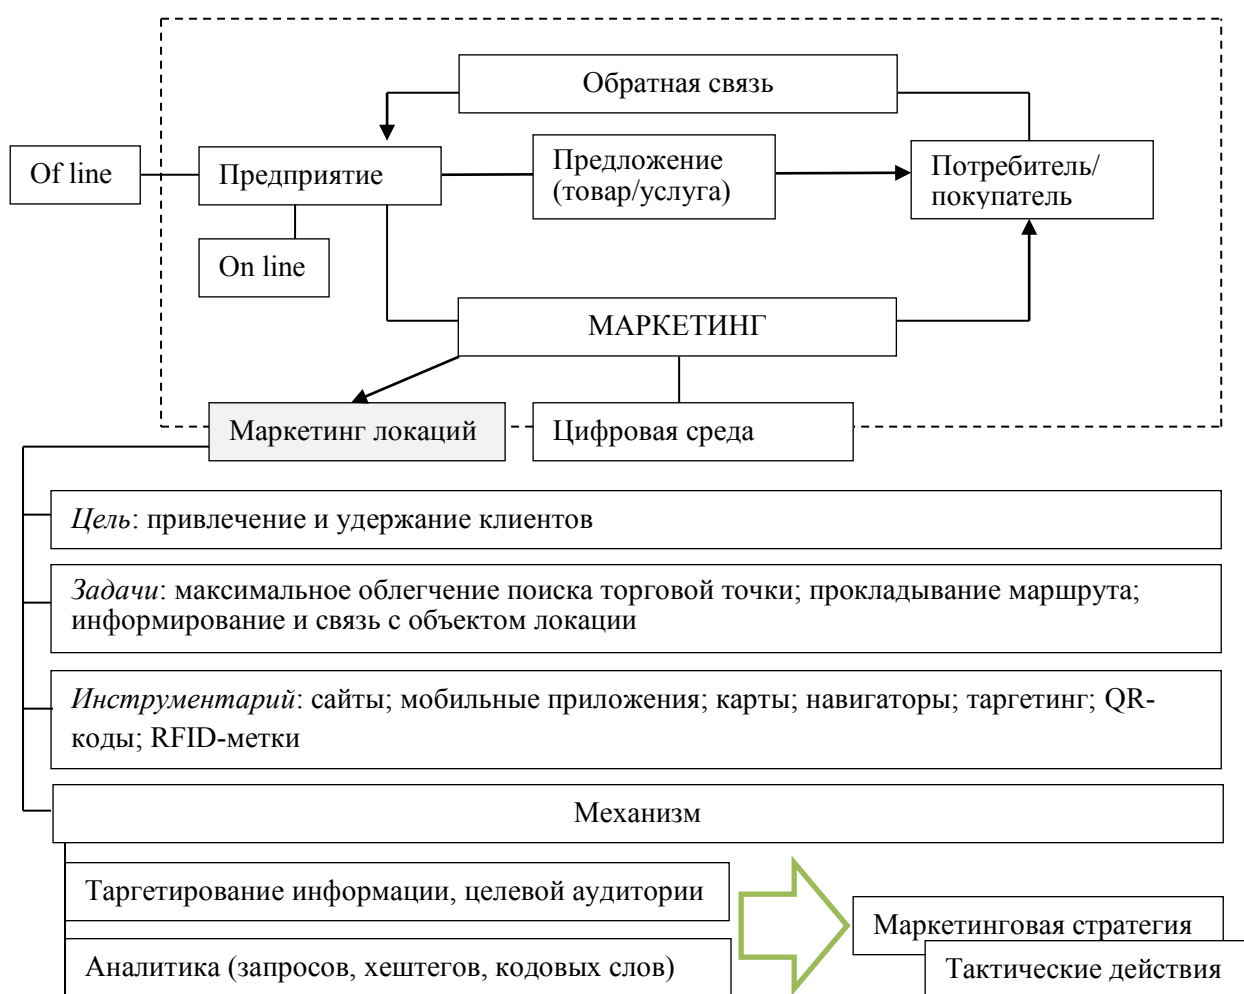 Обратная связь
Of line
Предприятие
Предложение
(товар/услуга)
Потребитель/
покупатель
On line
МАРКЕТИНГ
Маркетинг локаций
Цифровая среда
Цель: привлечение и удержание клиентов
Задачи: максимальное облегчение поиска торговой точки; прокладывание маршрута;
информирование и связь с объектом локации
Инструментарий: сайты; мобильные приложения; карты; навигаторы; таргетинг; QR-
коды; RFID-метки
Механизм
Таргетирование информации, целевой аудитории
Аналитика (запросов, хештегов, кодовых слов)
Маркетинговая стратегия
Тактические действия